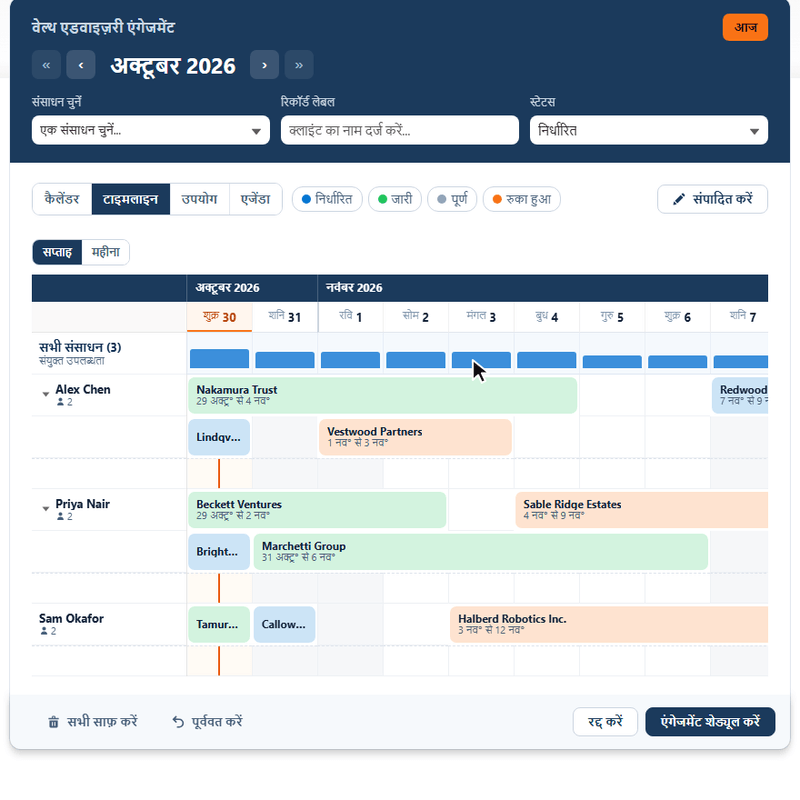 वेल्थ एडवाइज़री एंगेजमेंट
आज
« ‹ अक्टूबर 2026 › »
संसाधन चुनें
रिकॉर्ड लेबल
स्टेटस
एक संसाधन चुनें...
क्लाइंट का नाम दर्ज करें...
निर्धारित
कैलेंडर टाइमलाइन उपयोग एजेंडा
निर्धारित जारी पूर्ण रुका हुआ
संपादित करें
सप्ताह महीना
अक्टूबर 2026 नवंबर 2026
शुक्र 30 शनि 31 रवि 1 सोम 2 मंगल 3 बुध 4 गुरु 5 शुक्र 6 शनि 7
सभी संसाधन (3)
संयुक्त उपलब्धता
Alex Chen
2
Nakamura Trust
29 अक्टू॰ से 4 नव॰
Redwood
7 नव॰ से 9
Lindqv...
Vestwood Partners
1 नव॰ से 3 नव॰
Priya Nair
2
Beckett Ventures
29 अक्टू॰ से 2 नव॰
Sable Ridge Estates
4 नव॰ से 9 नव॰
Bright...
Marchetti Group
31 अक्टू॰ से 6 नव॰
Sam Okafor
2
Tamur...
Callow...
Halberd Robotics Inc.
3 नव॰ से 12 नव॰
सभी साफ़ करें पूर्ववत करें
रद्द करें एंगेजमेंट शेड्यूल करें